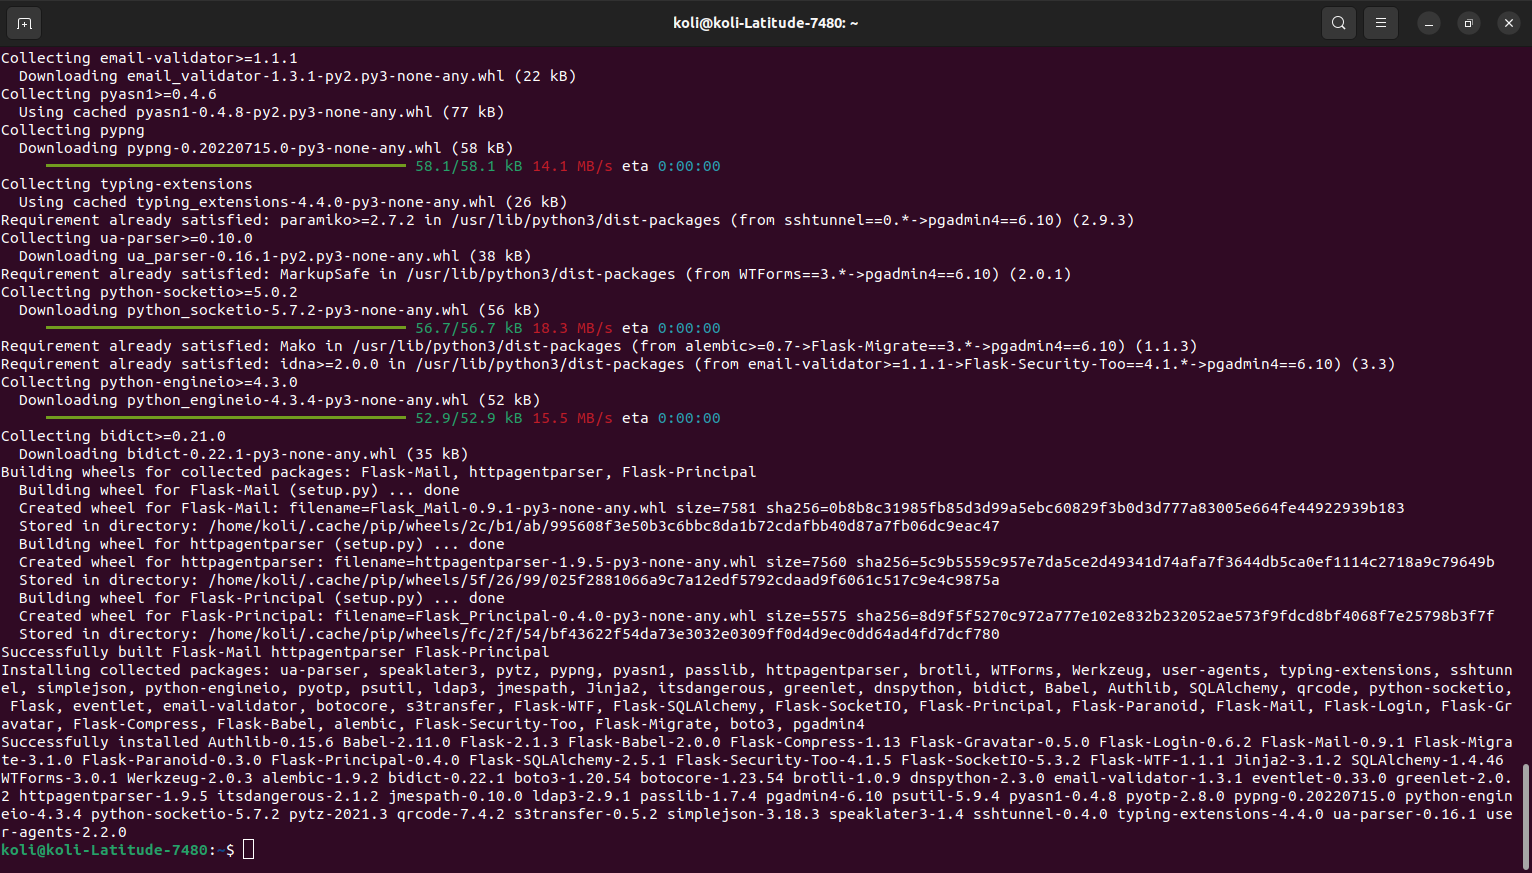 koli@koli-Latitude-7480: ~
Collecting email-validator>=1.1.1
  Downloading email_validator-1.3.1-py2.py3-none-any.whl (22 kB)
Collecting pyasn1>=0.4.6
  Using cached pyasn1-0.4.8-py2.py3-none-any.whl (77 kB)
Collecting pypng
  Downloading pypng-0.20220715.0-py3-none-any.whl (58 kB)
58.1/58.1 kB 14.1 MB/s eta 0:00:00
Collecting typing-extensions
  Using cached typing_extensions-4.4.0-py3-none-any.whl (26 kB)
Requirement already satisfied: paramiko>=2.7.2 in /usr/lib/python3/dist-packages (from sshtunnel==0.*->pgadmin4==6.10) (2.9.3)
Collecting ua-parser>=0.10.0
  Downloading ua_parser-0.16.1-py2.py3-none-any.whl (38 kB)
Requirement already satisfied: MarkupSafe in /usr/lib/python3/dist-packages (from WTForms==3.*->pgadmin4==6.10) (2.0.1)
Collecting python-socketio>=5.0.2
  Downloading python_socketio-5.7.2-py3-none-any.whl (56 kB)
56.7/56.7 kB 18.3 MB/s eta 0:00:00
Requirement already satisfied: Mako in /usr/lib/python3/dist-packages (from alembic>=0.7->Flask-Migrate==3.*->pgadmin4==6.10) (1.1.3)
Requirement already satisfied: idna>=2.0.0 in /usr/lib/python3/dist-packages (from email-validator>=1.1.1->Flask-Security-Too==4.1.*->pgadmin4==6.10) (3.3)
Collecting python-engineio>=4.3.0
  Downloading python_engineio-4.3.4-py3-none-any.whl (52 kB)
52.9/52.9 kB 15.5 MB/s eta 0:00:00
Collecting bidict>=0.21.0
  Downloading bidict-0.22.1-py3-none-any.whl (35 kB)
Building wheels for collected packages: Flask-Mail, httpagentparser, Flask-Principal
  Building wheel for Flask-Mail (setup.py) ... done
  Created wheel for Flask-Mail: filename=Flask_Mail-0.9.1-py3-none-any.whl size=7581 sha256=0b8b8c31985fb85d3d99a5ebc60829f3b0d3d777a83005e664fe44922939b183
  Stored in directory: /home/koli/.cache/pip/wheels/2c/b1/ab/995608f3e50b3c6bbc8da1b72cdafbb40d87a7fb06dc9eac47
  Building wheel for httpagentparser (setup.py) ... done
  Created wheel for httpagentparser: filename=httpagentparser-1.9.5-py3-none-any.whl size=7560 sha256=5c9b5559c957e7da5ce2d49341d74afa7f3644db5ca0ef1114c2718a9c79649b
  Stored in directory: /home/koli/.cache/pip/wheels/5f/26/99/025f2881066a9c7a12edf5792cdaad9f6061c517c9e4c9875a
  Building wheel for Flask-Principal (setup.py) ... done
  Created wheel for Flask-Principal: filename=Flask_Principal-0.4.0-py3-none-any.whl size=5575 sha256=8d9f5f5270c972a777e102e832b232052ae573f9fdcd8bf4068f7e25798b3f7f
  Stored in directory: /home/koli/.cache/pip/wheels/fc/2f/54/bf43622f54da73e3032e0309ff0d4d9ec0dd64ad4fd7dcf780
Successfully built Flask-Mail httpagentparser Flask-Principal
Installing collected packages: ua-parser, speaklater3, pytz, pypng, pyasn1, passlib, httpagentparser, brotli, WTForms, Werkzeug, user-agents, typing-extensions, sshtunn
el, simplejson, python-engineio, pyotp, psutil, ldap3, jmespath, Jinja2, itsdangerous, greenlet, dnspython, bidict, Babel, Authlib, SQLAlchemy, qrcode, python-socketio,
 Flask, eventlet, email-validator, botocore, s3transfer, Flask-WTF, Flask-SQLAlchemy, Flask-SocketIO, Flask-Principal, Flask-Paranoid, Flask-Mail, Flask-Login, Flask-Gr
avatar, Flask-Compress, Flask-Babel, alembic, Flask-Security-Too, Flask-Migrate, boto3, pgadmin4
Successfully installed Authlib-0.15.6 Babel-2.11.0 Flask-2.1.3 Flask-Babel-2.0.0 Flask-Compress-1.13 Flask-Gravatar-0.5.0 Flask-Login-0.6.2 Flask-Mail-0.9.1 Flask-Migra
te-3.1.0 Flask-Paranoid-0.3.0 Flask-Principal-0.4.0 Flask-SQLAlchemy-2.5.1 Flask-Security-Too-4.1.5 Flask-SocketIO-5.3.2 Flask-WTF-1.1.1 Jinja2-3.1.2 SQLAlchemy-1.4.46
WTForms-3.0.1 Werkzeug-2.0.3 alembic-1.9.2 bidict-0.22.1 boto3-1.20.54 botocore-1.23.54 brotli-1.0.9 dnspython-2.3.0 email-validator-1.3.1 eventlet-0.33.0 greenlet-2.0.
2 httpagentparser-1.9.5 itsdangerous-2.1.2 jmespath-0.10.0 ldap3-2.9.1 passlib-1.7.4 pgadmin4-6.10 psutil-5.9.4 pyasn1-0.4.8 pyotp-2.8.0 pypng-0.20220715.0 python-engin
eio-4.3.4 python-socketio-5.7.2 pytz-2021.3 qrcode-7.4.2 s3transfer-0.5.2 simplejson-3.18.3 speaklater3-1.4 sshtunnel-0.4.0 typing-extensions-4.4.0 ua-parser-0.16.1 use
r-agents-2.2.0
koli@koli-Latitude-7480:~$